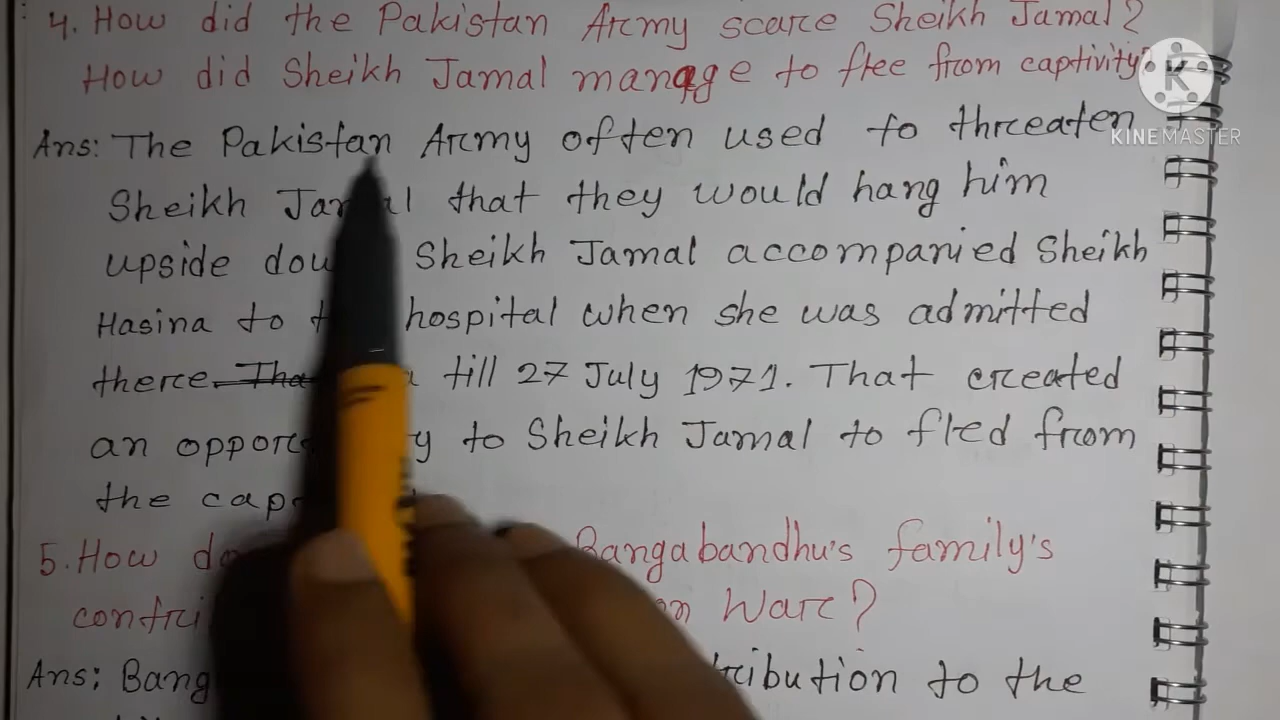 4. How did the Pakistan Army scare Sheikh Jamal?
How did Sheikh Jamal manage to flee from captivity?
Ans: The Pakistan Army often used to threaten
Sheikh Jamal that they would hang him
upside Sheikh Jamal accompanied Sheikh
Hasina to hospital when she was admitted
there. till 27 July 1971. That created
an to Sheikh Jamal to fled from
the
5. How Bangabandhu's family's
War?
Ans: to the
KINEMASTER